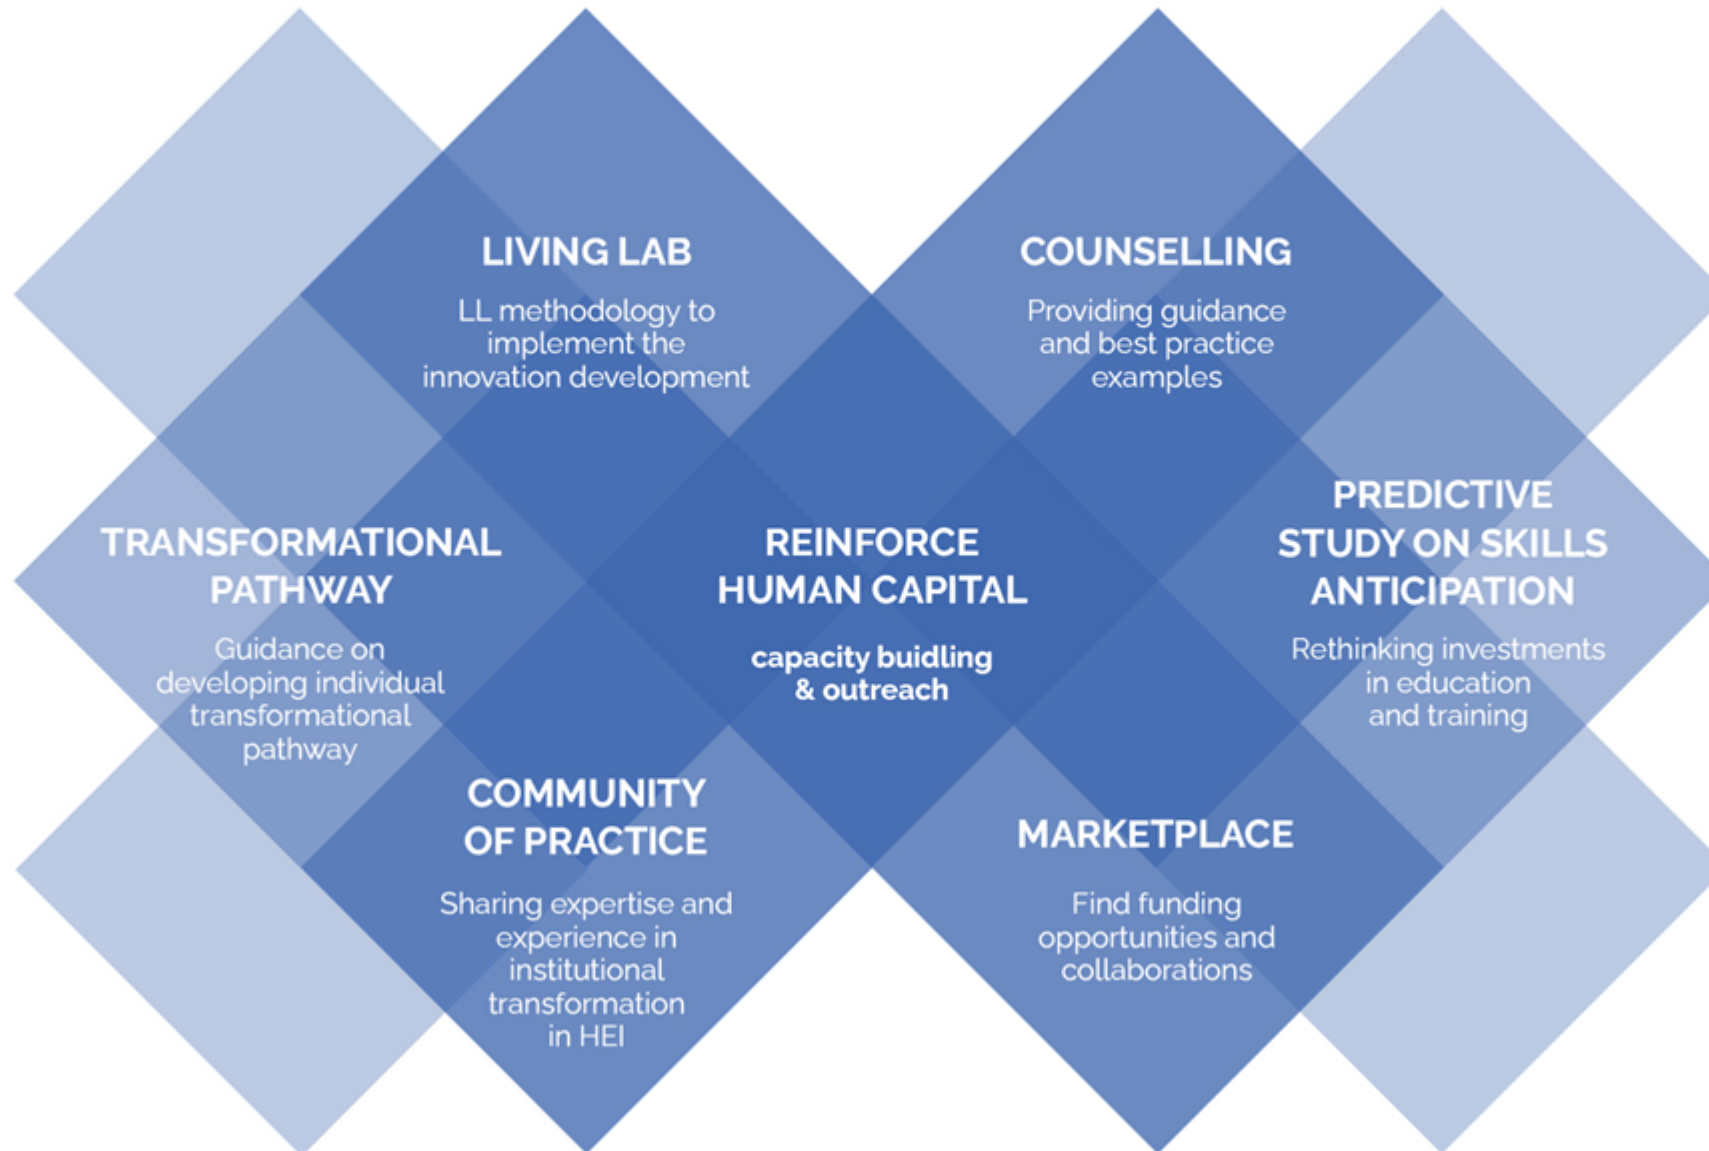 LIVING LAB
LL methodology to
implement the
innovation development
COUNSELLING
Providing guidance
and best practice
examples
TRANSFORMATIONAL
PATHWAY
Guidance on
developing individual
transformational
pathway
REINFORCE
HUMAN CAPITAL
capacity buidling
& outreach
PREDICTIVE
STUDY ON SKILLS
ANTICIPATION
Rethinking investments
in education
and training
COMMUNITY
OF PRACTICE
Sharing expertise and
experience in
institutional
transformation
in HEI
MARKETPLACE
Find funding
opportunities and
collaborations